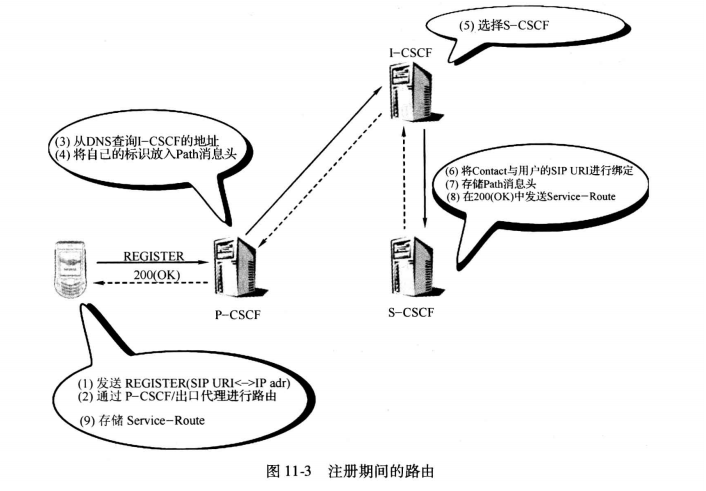 (5) 选择S-CSCF
I-CSCF
(3) 从DNS查询I-CSCF的地址
(4) 将自己的标识放入Path消息头
(6) 将Contact与用户的SIP URI进行绑定
(7) 存储Path消息头
(8) 在200(OK)中发送Service-Route
REGISTER
200(OK)
P-CSCF
S-CSCF
(1) 发送 REGISTER(SIP URI<->IP adr)
(2) 通过 P-CSCF/出口代理进行路由
(9) 存储 Service-Route
图 11-3 注册期间的路由